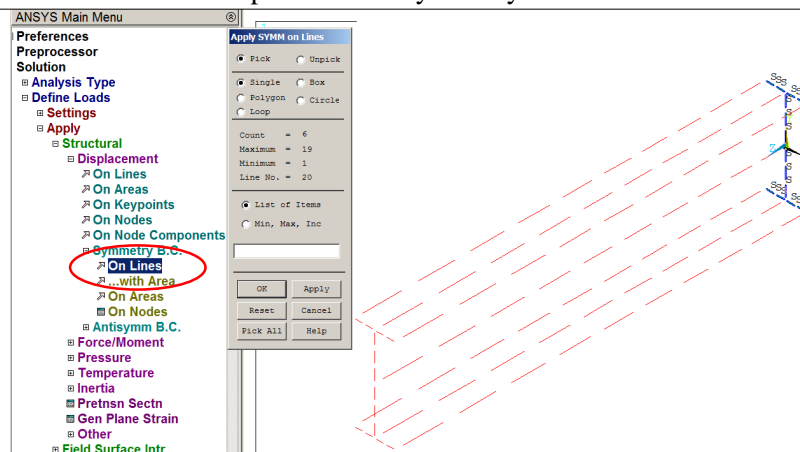 ANSYS Main Menu
Preferences
Preprocessor
Solution
Analysis Type
Define Loads
Settings
Apply
Structural
Displacement
On Lines
On Areas
On Keypoints
On Nodes
On Node Components
Symmetry B.C.
On Lines
...with Area
On Areas
On Nodes
Antisymm B.C.
Force/Moment
Pressure
Temperature
Inertia
Pretnsn Sectn
Gen Plane Strain
Other
Field Surface Intr
Apply SYMM on Lines
Pick Unpick
Single Box
Polygon Circle
Loop
Count = 6
Maximum = 19
Minimum = 1
Line No. = 20
List of Items
Min, Max, Inc
OK Apply
Reset Cancel
Pick All Help
SSS SS
S
S
S
Z
S
S
S
SSS SS